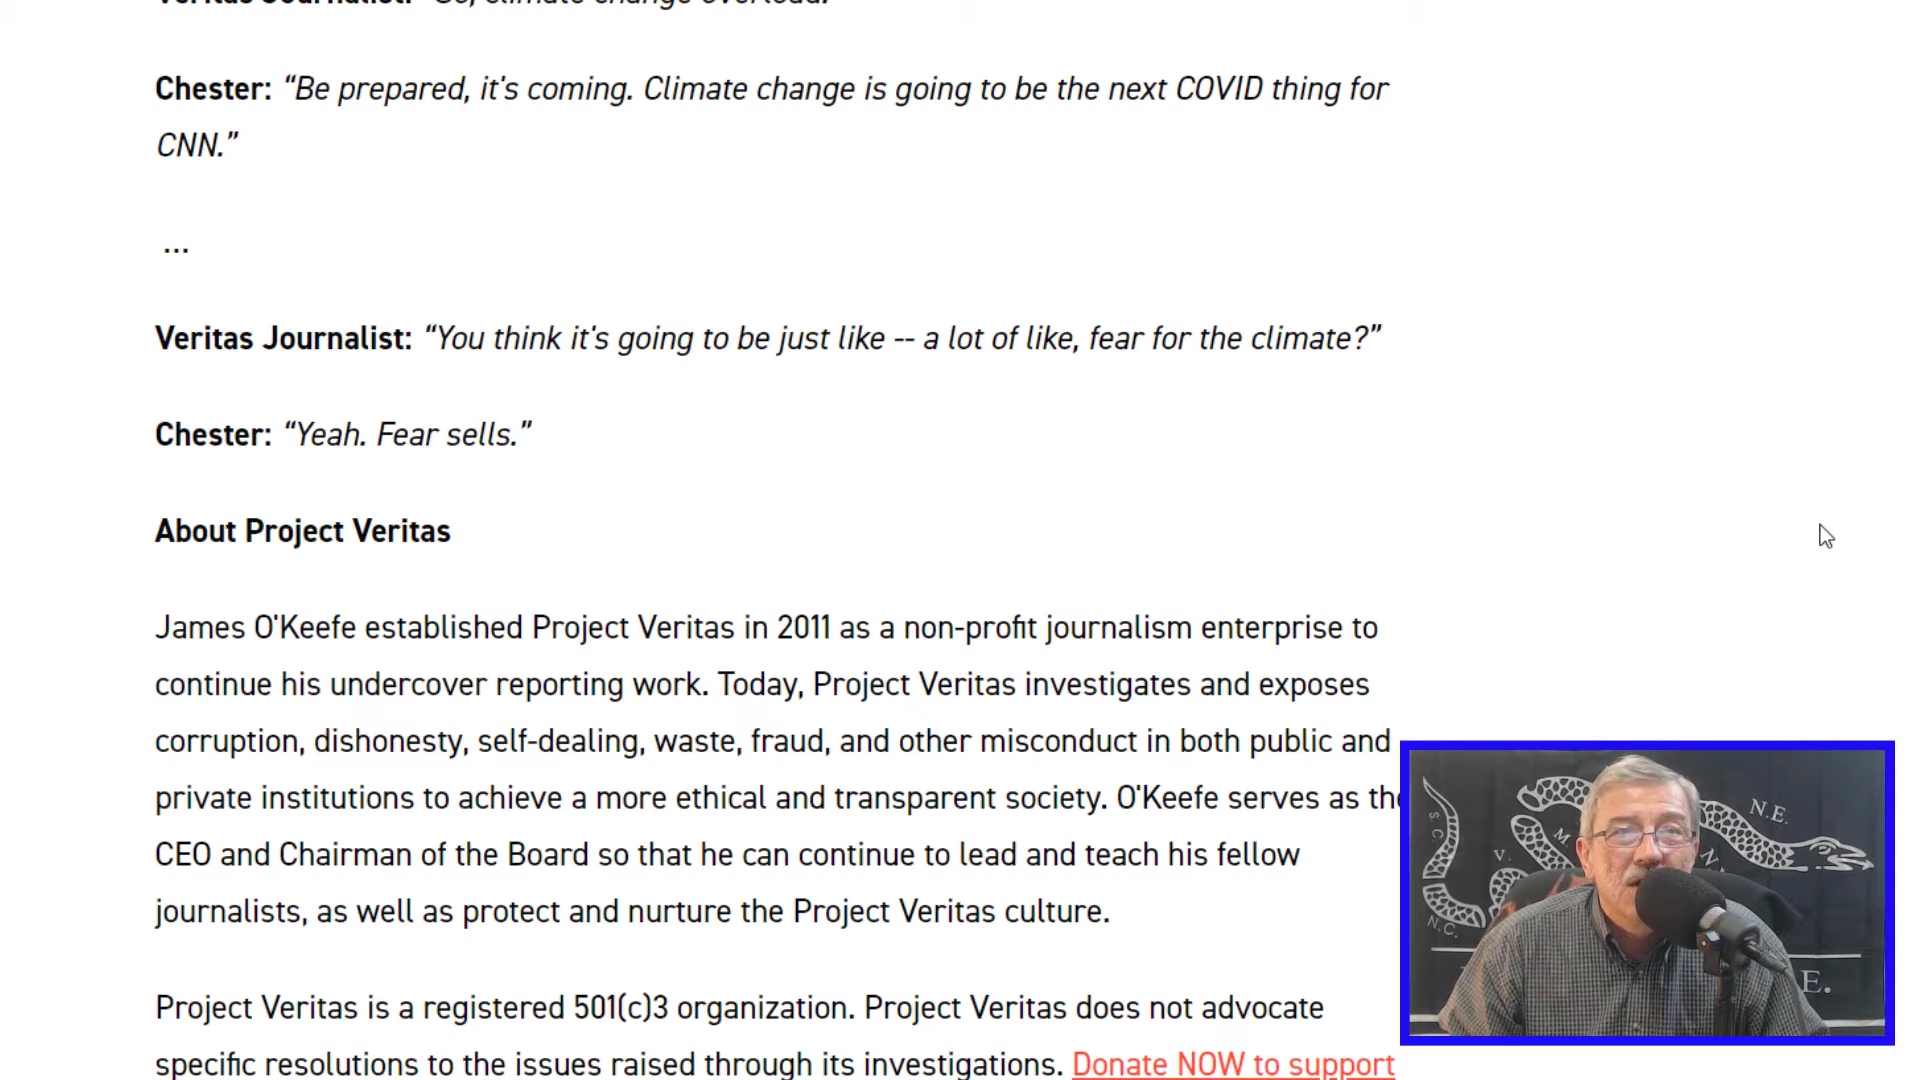 Veritas Journalist: “So, climate change overload.”
Chester: “Be prepared, it's coming. Climate change is going to be the next COVID thing for
CNN.”
...
Veritas Journalist: “You think it's going to be just like -- a lot of like, fear for the climate?”
Chester: “Yeah. Fear sells.”
About Project Veritas
James O'Keefe established Project Veritas in 2011 as a non-profit journalism enterprise to
continue his undercover reporting work. Today, Project Veritas investigates and exposes
corruption, dishonesty, self-dealing, waste, fraud, and other misconduct in both public and
private institutions to achieve a more ethical and transparent society. O'Keefe serves as the
CEO and Chairman of the Board so that he can continue to lead and teach his fellow
journalists, as well as protect and nurture the Project Veritas culture.
Project Veritas is a registered 501(c)3 organization. Project Veritas does not advocate
specific resolutions to the issues raised through its investigations. Donate NOW to support
S.C.
N.C.
V.
M
N.E.
N
E.